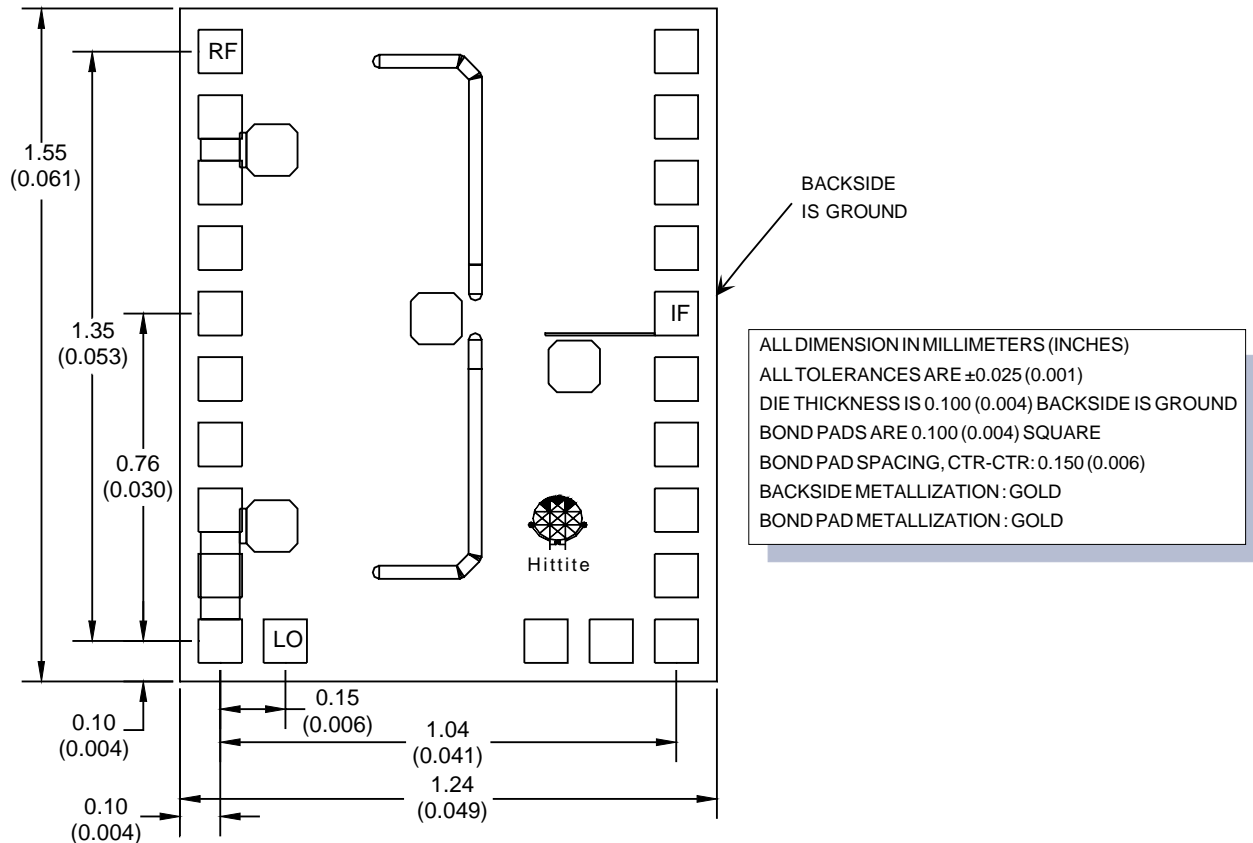 RF
1.55
(0.061)
BACKSIDE
IS GROUND
1.35
(0.053)
IF
ALL DIMENSION IN MILLIMETERS (INCHES)
ALL TOLERANCES ARE ±0.025 (0.001)
DIE THICKNESS IS 0.100 (0.004) BACKSIDE IS GROUND
BOND PADS ARE 0.100 (0.004) SQUARE
BOND PAD SPACING, CTR-CTR: 0.150 (0.006)
BACKSIDE METALLIZATION: GOLD
BOND PAD METALLIZATION: GOLD
0.76
(0.030)
Hittite
LO
0.15
(0.006)
0.10
(0.004)
1.04
(0.041)
1.24
(0.049)
0.10
(0.004)